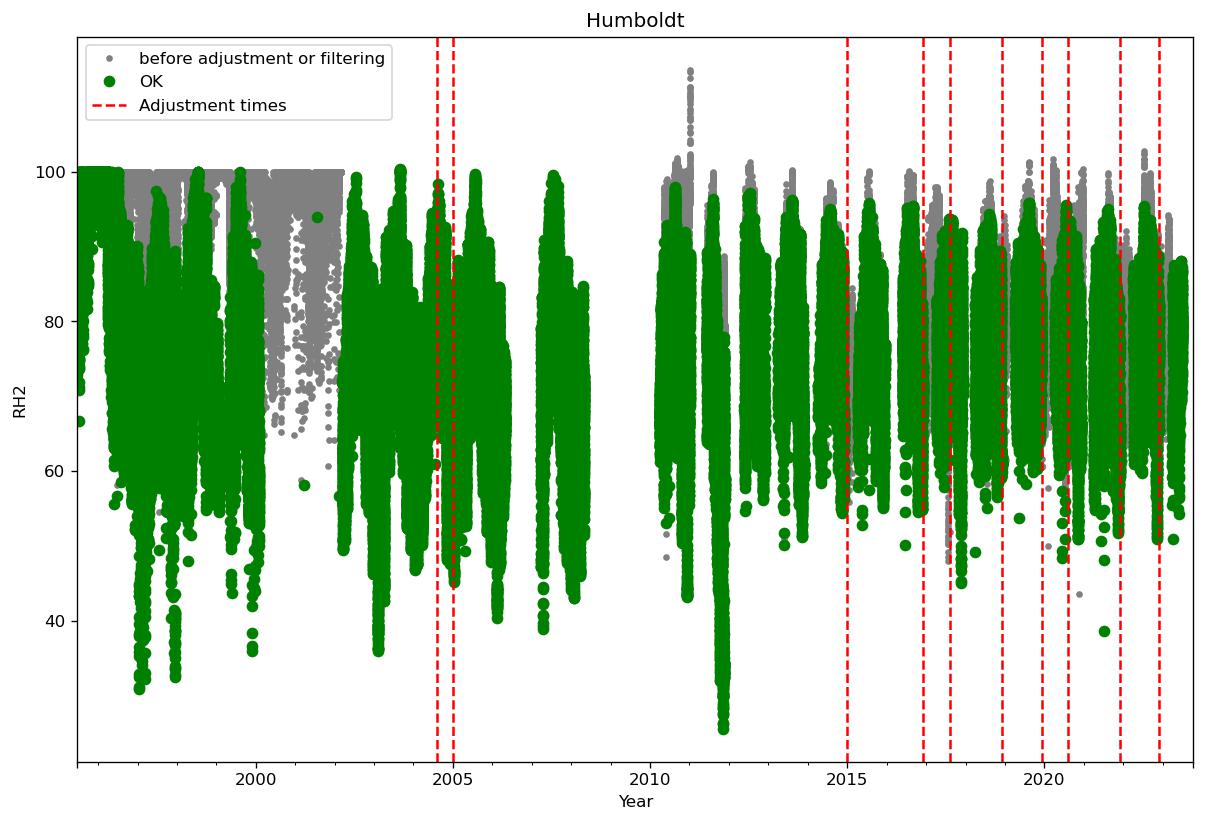 Humboldt
before adjustment or filtering
OK
Adjustment times
RH2
100
80
60
40
2000 2005 2010 2015 2020
Year